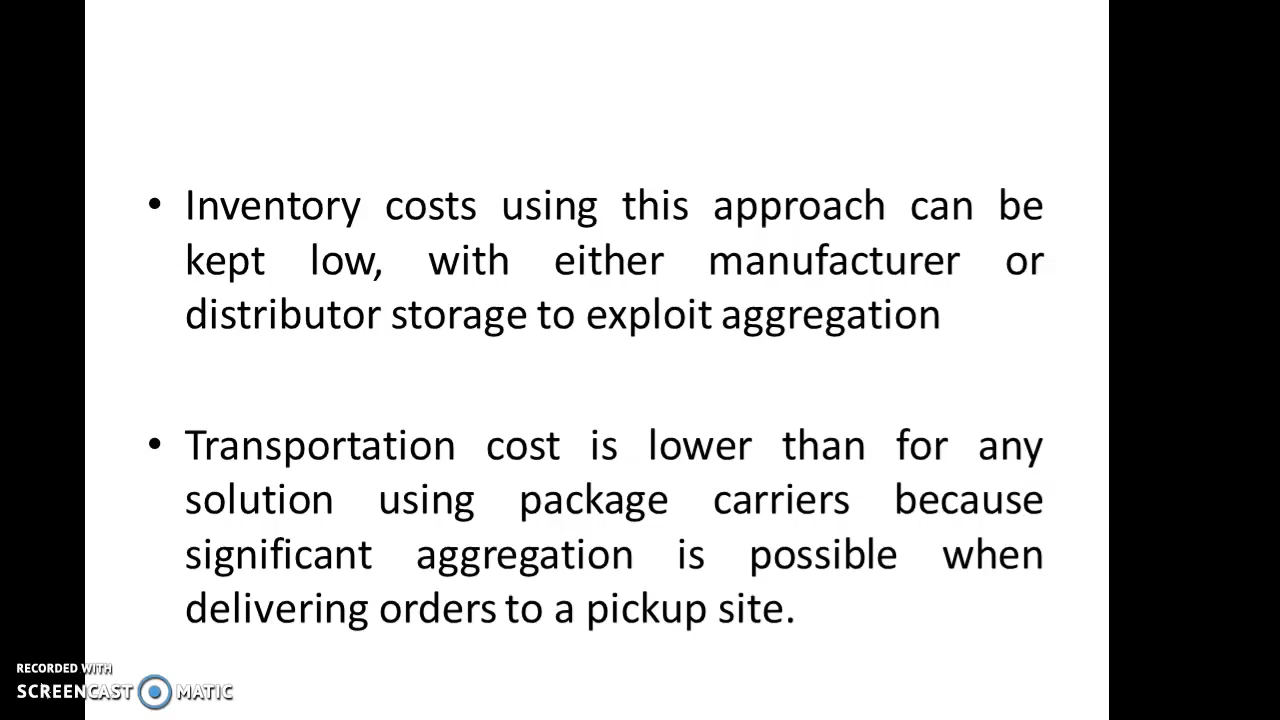 • Inventory costs using this approach can be
kept low, with either manufacturer or
distributor storage to exploit aggregation
• Transportation cost is lower than for any
solution using package carriers because
significant aggregation is possible when
delivering orders to a pickup site.
RECORDED WITH
SCREENCAST MATIC